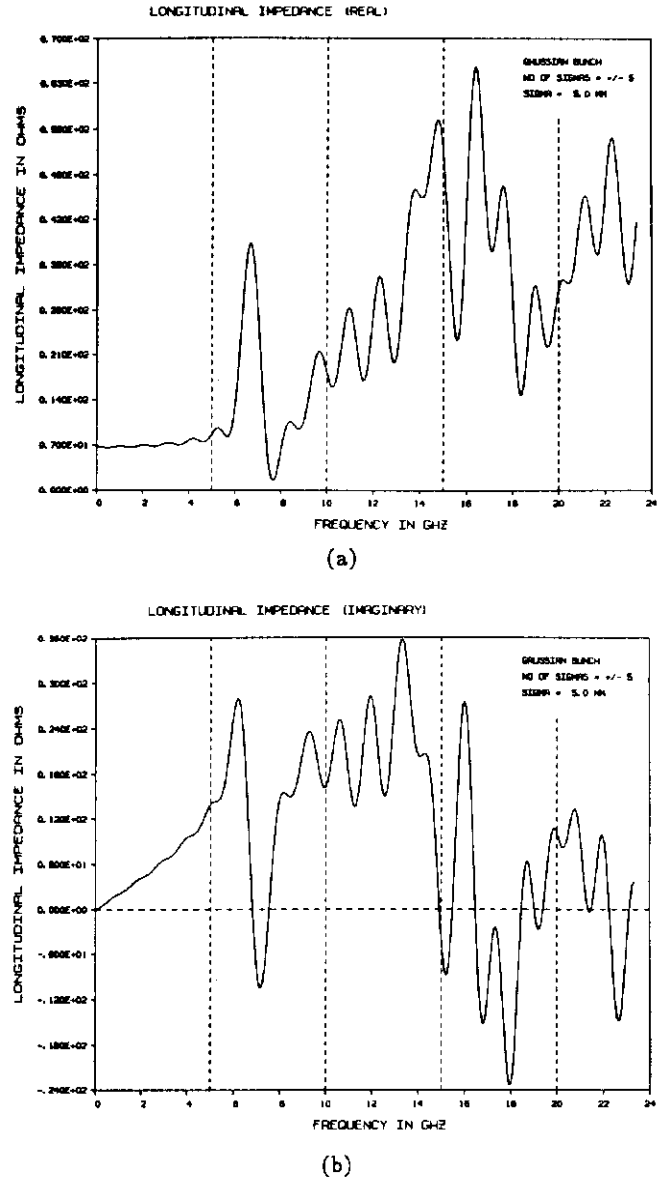 LONGITUDINAL IMPEDANCE (REAL)
LONGITUDINAL IMPEDANCE IN OHMS
0.700E+02
0.630E+02
0.560E+02
0.490E+02
0.420E+02
0.350E+02
0.280E+02
0.210E+02
0.140E+02
0.700E+01
0.000E+00
GAUSSIAN BUNCH
NO OF SIGMAS = +/- 5
SIGMA = 5.0 MM
0 2 4 6 8 10 12 14 16 18 20 22 24
FREQUENCY IN GHZ
(a)
LONGITUDINAL IMPEDANCE (IMAGINARY)
LONGITUDINAL IMPEDANCE IN OHMS
0.360E+02
0.300E+02
0.240E+02
0.180E+02
0.120E+02
0.600E+01
0.000E+00
-.600E+01
-.120E+02
-.180E+02
-.240E+02
GAUSSIAN BUNCH
NO OF SIGMAS = +/- 5
SIGMA = 5.0 MM
0 2 4 6 8 10 12 14 16 18 20 22 24
FREQUENCY IN GHZ
(b)